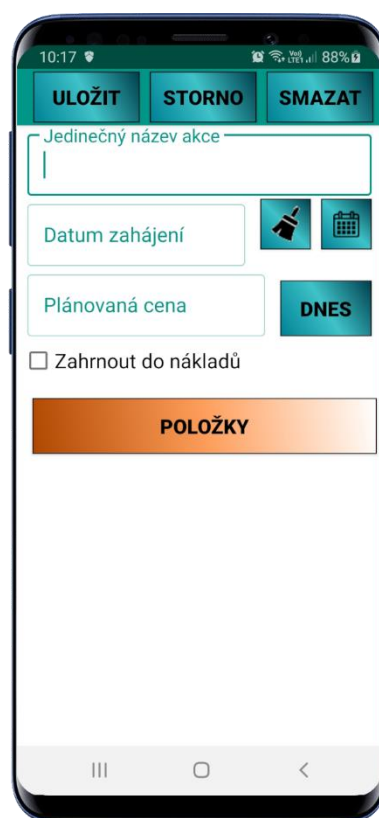 10:17 88%
ULOŽIT STORNO SMAZAT
Jedinečný název akce
Datum zahájení
Plánovaná cena DNES
Zahrnout do nákladů
POLOŽKY